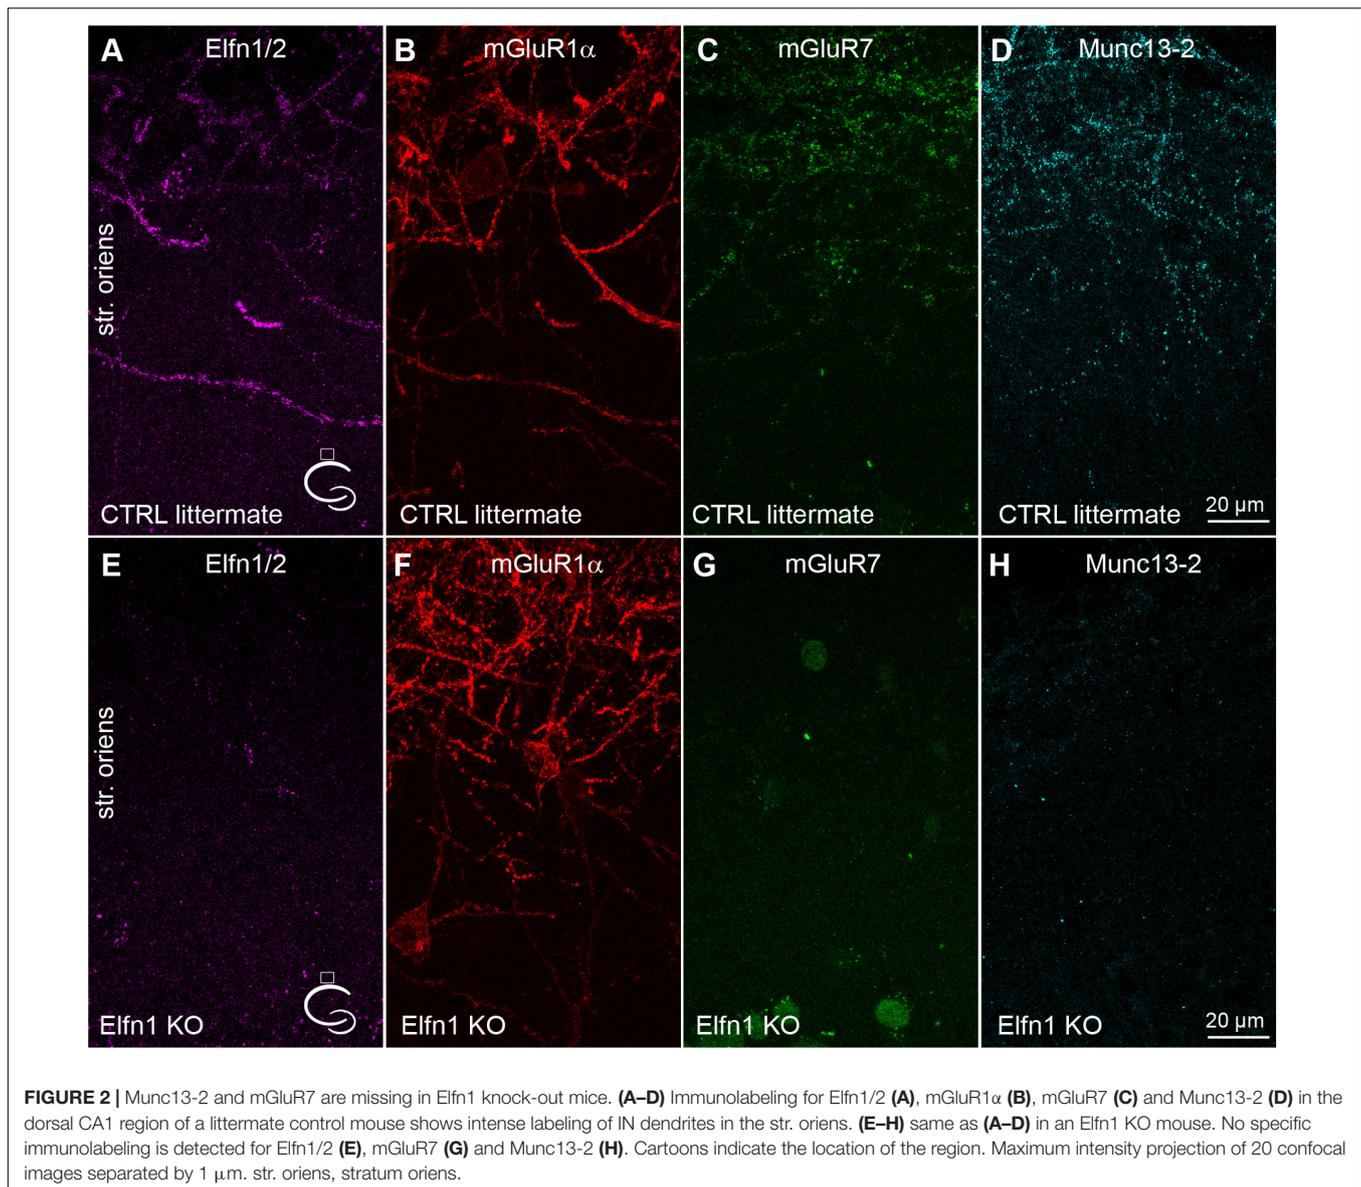 A Elfn1/2
B mGluR1α
C mGluR7
D Munc13-2
str. oriens
CTRL littermate
CTRL littermate
CTRL littermate
CTRL littermate
20 μm
E Elfn1/2
F mGluR1α
G mGluR7
H Munc13-2
str. oriens
Elfn1 KO
Elfn1 KO
Elfn1 KO
Elfn1 KO
20 μm
FIGURE 2 | Munc13-2 and mGluR7 are missing in Elfn1 knock-out mice. (A–D) Immunolabeling for Elfn1/2 (A), mGluR1α (B), mGluR7 (C) and Munc13-2 (D) in the
dorsal CA1 region of a littermate control mouse shows intense labeling of IN dendrites in the str. oriens. (E–H) same as (A–D) in an Elfn1 KO mouse. No specific
immunolabeling is detected for Elfn1/2 (E), mGluR7 (G) and Munc13-2 (H). Cartoons indicate the location of the region. Maximum intensity projection of 20 confocal
images separated by 1 μm. str. oriens, stratum oriens.